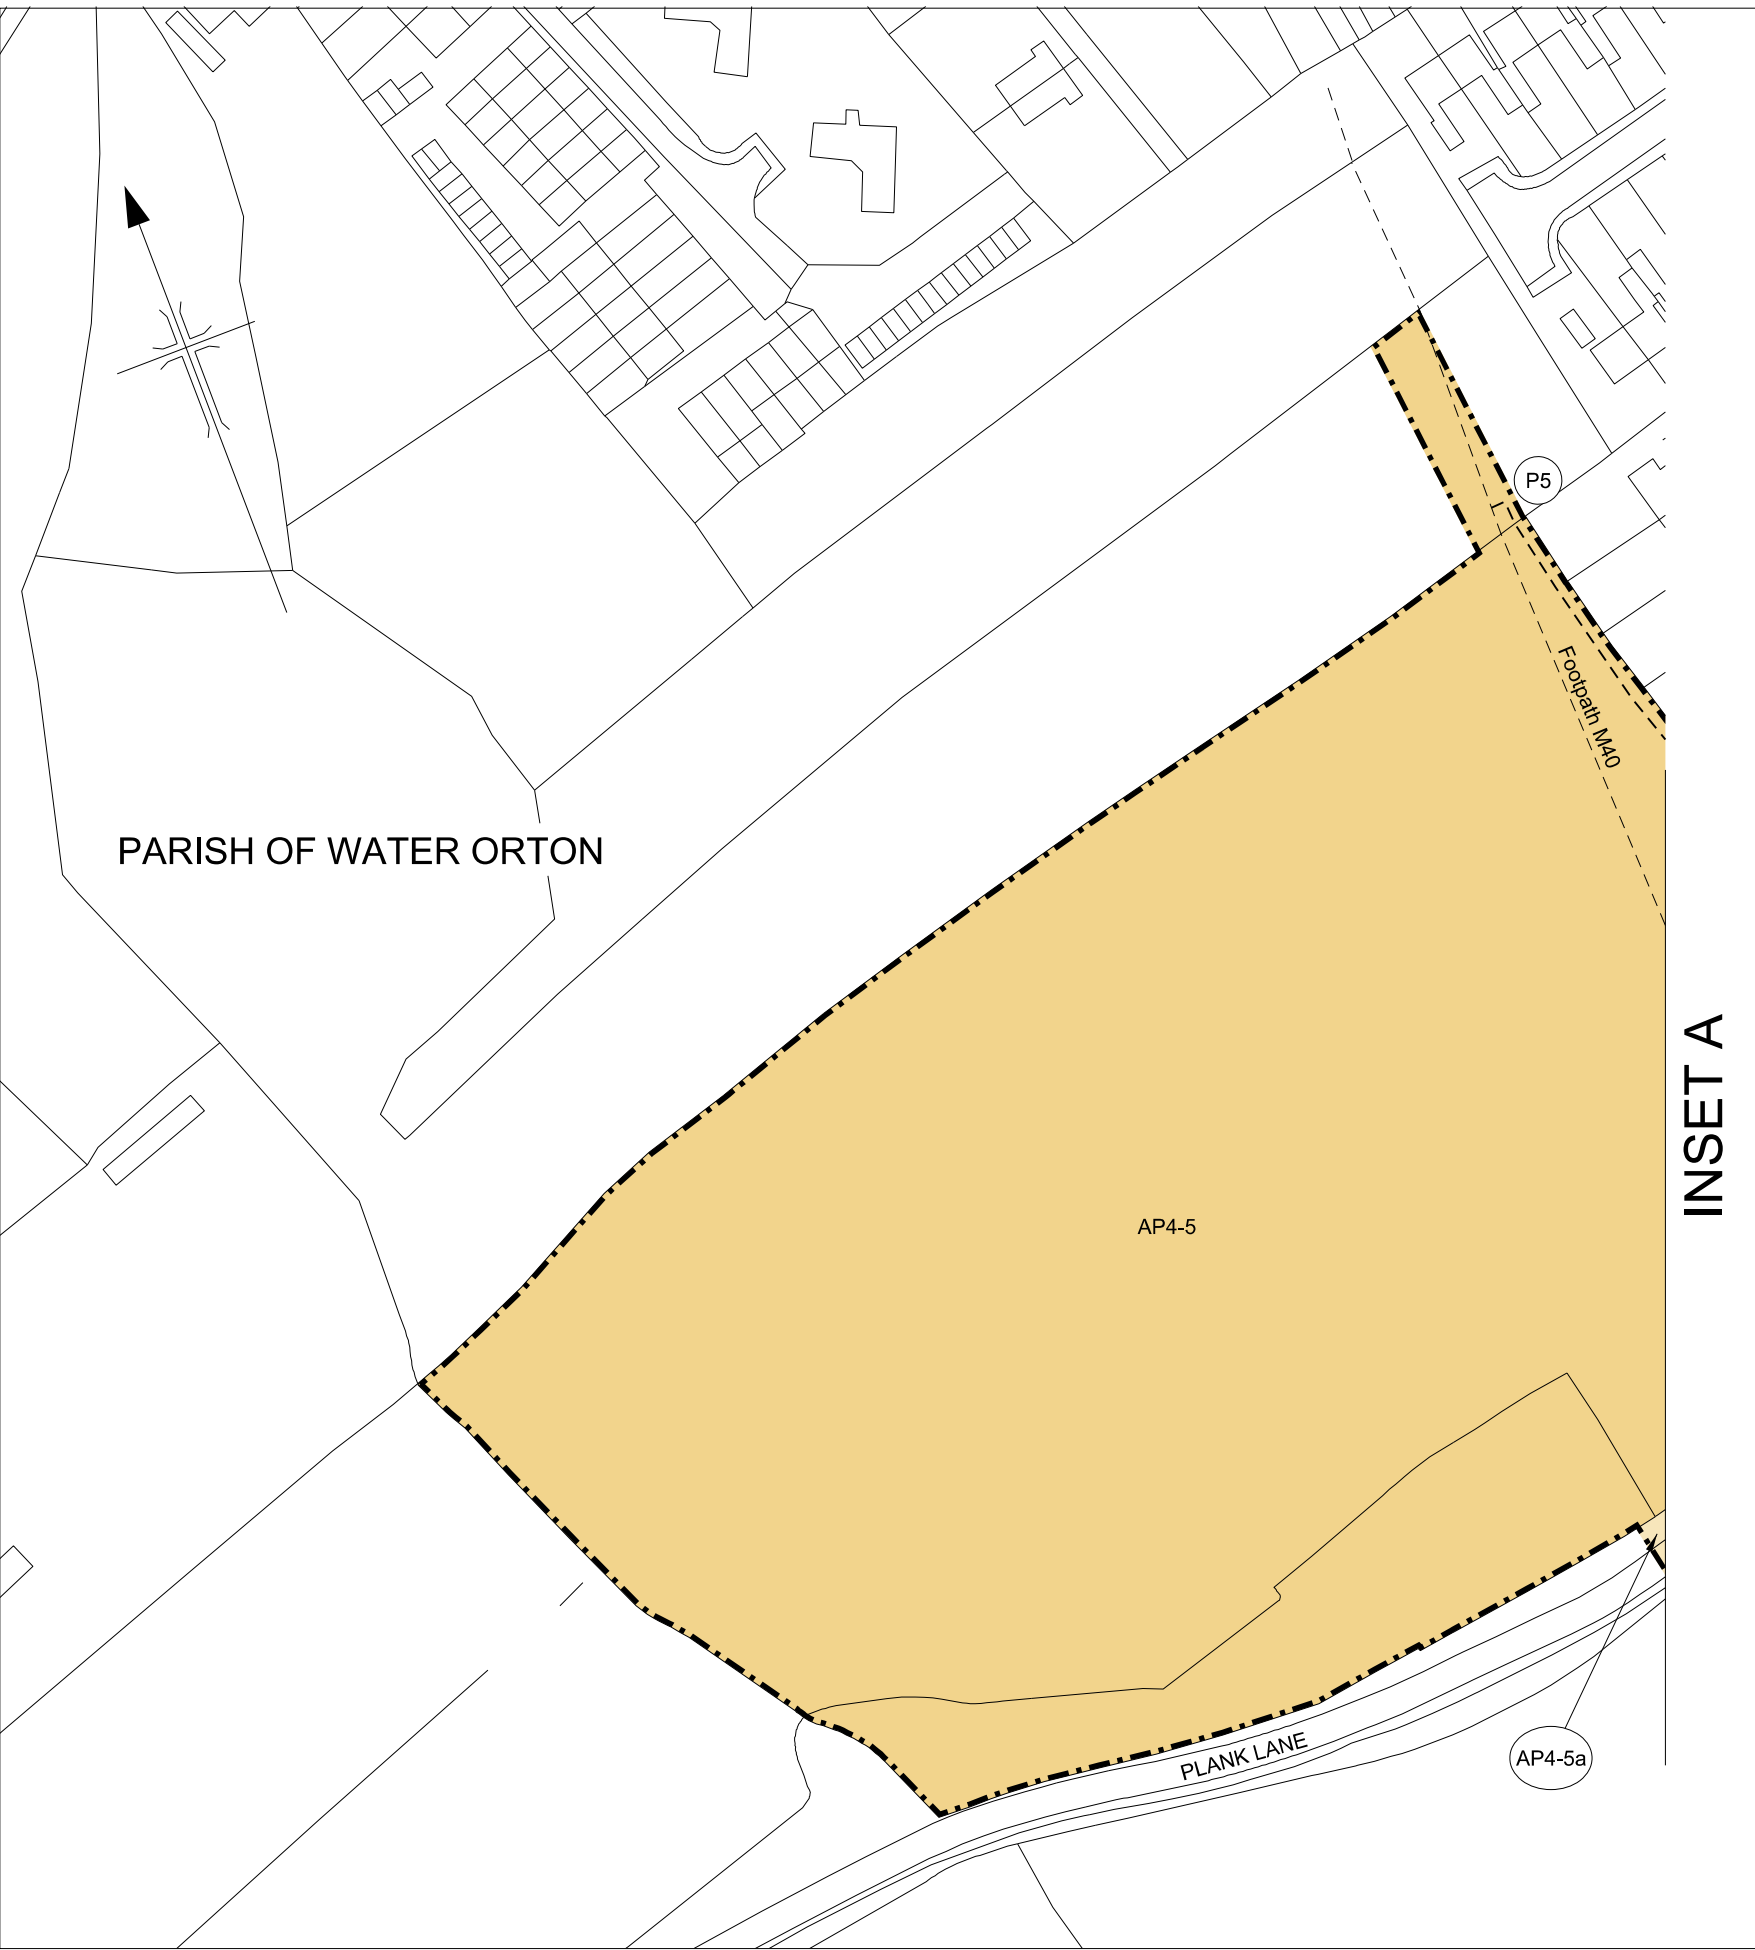 P5
Footpath M40
PARISH OF WATER ORTON
INSET A
AP4-5
PLANK LANE
AP4-5a